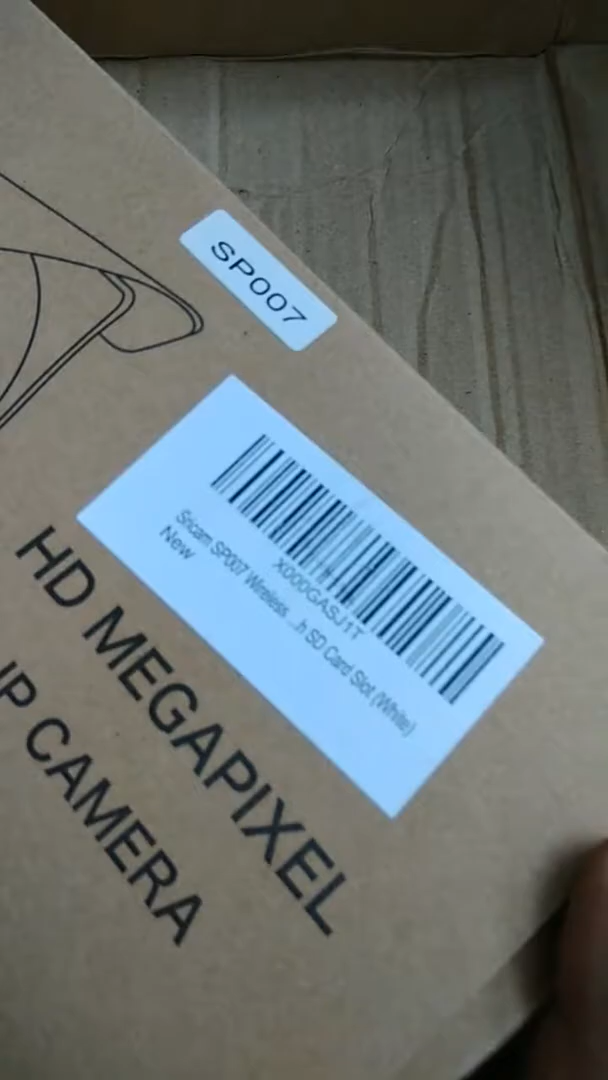 SP007
X000GASJ1T
Sricam SP007 Wireless ...h SD Card Slot (White)
New
HD MEGAPIXEL
IP CAMERA